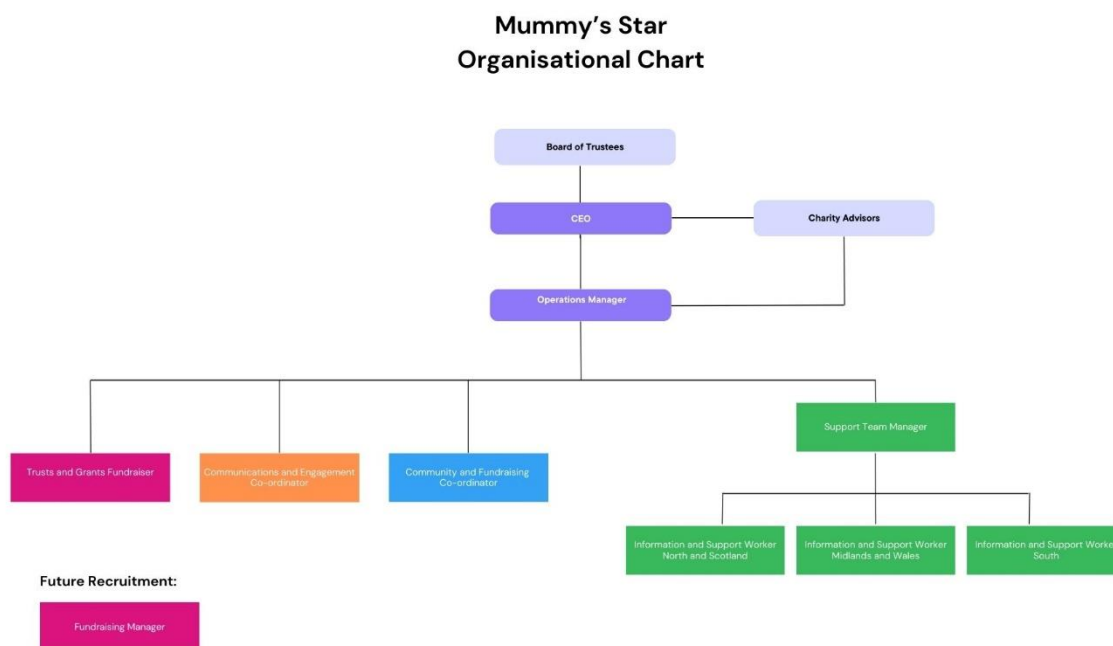 Mummy's Star
Organisational Chart
Board of Trustees
CEO
Charity Advisors
Operations Manager
Support Team Manager
Trusts and Grants Fundraiser
Communications and Engagement
Co-ordinator
Community and Fundraising
Co-ordinator
Information and Support Worker
North and Scotland
Information and Support Worker
Midlands and Wales
Information and Support Worker
South
Future Recruitment:
Fundraising Manager